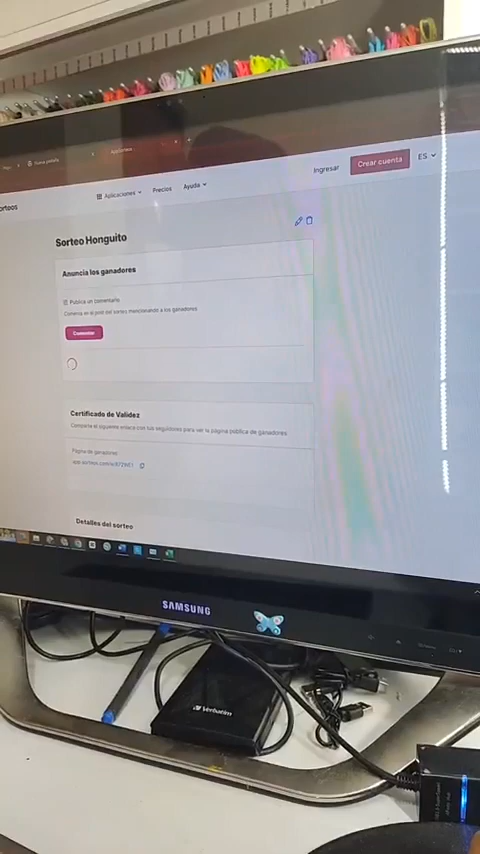 Nueva pestaña
Aplicaciones
Precios
Ayuda
Ingresar
Crear cuenta
ES
Sorteo Honguito
Anuncia los ganadores
Publica un comentario
Comenta en el post del sorteo mencionando a los ganadores
Comentar
Certificado de Validez
Comparte el siguiente enlace con tus seguidores para ver la página pública de ganadores
Página de ganadores
Detalles del sorteo
SAMSUNG
Verbatim